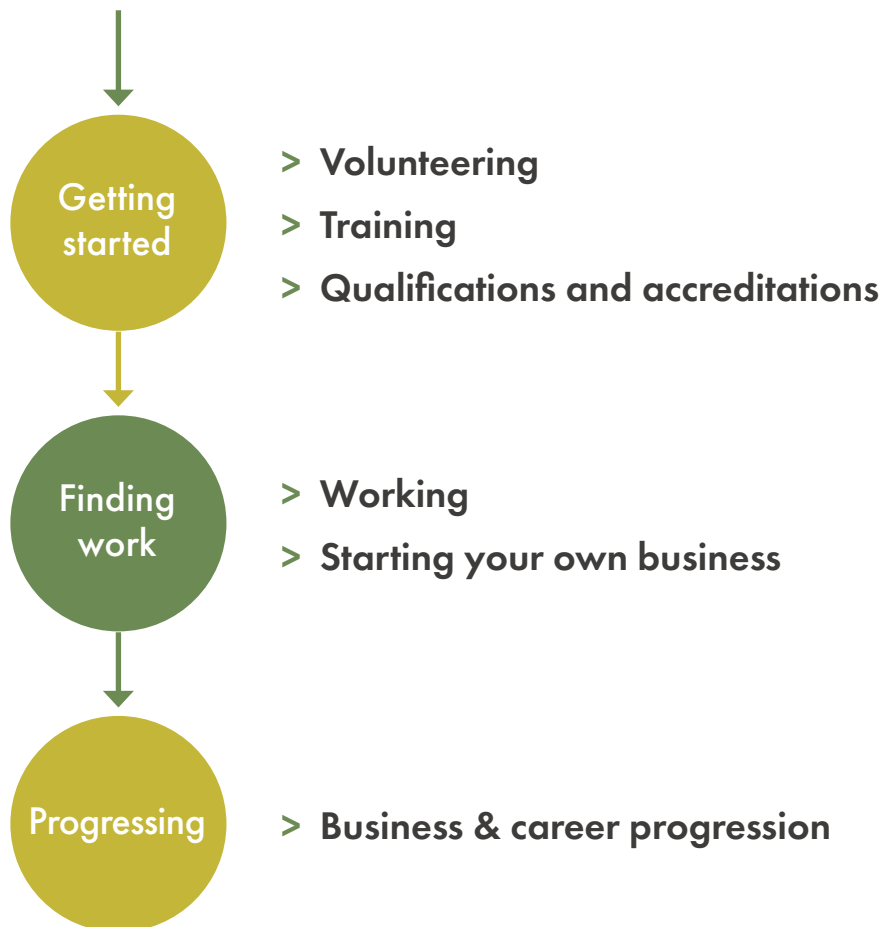 Getting
started
> Volunteering
> Training
> Qualifications and accreditations
Finding
work
> Working
> Starting your own business
Progressing
> Business & career progression